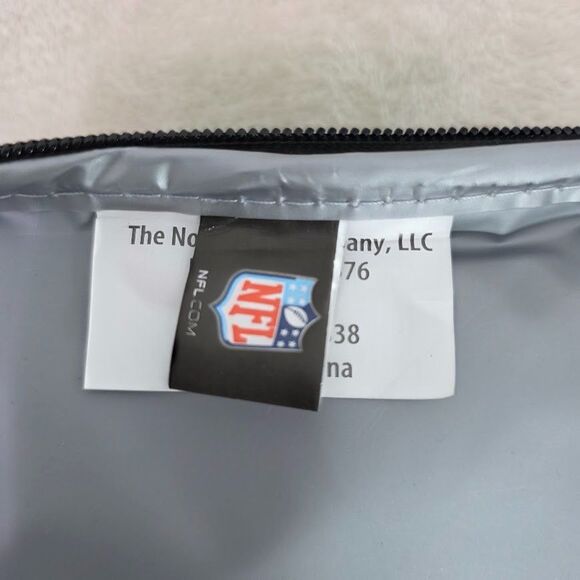 The No any, LLC
76
38
na
NFL.COM
NFL